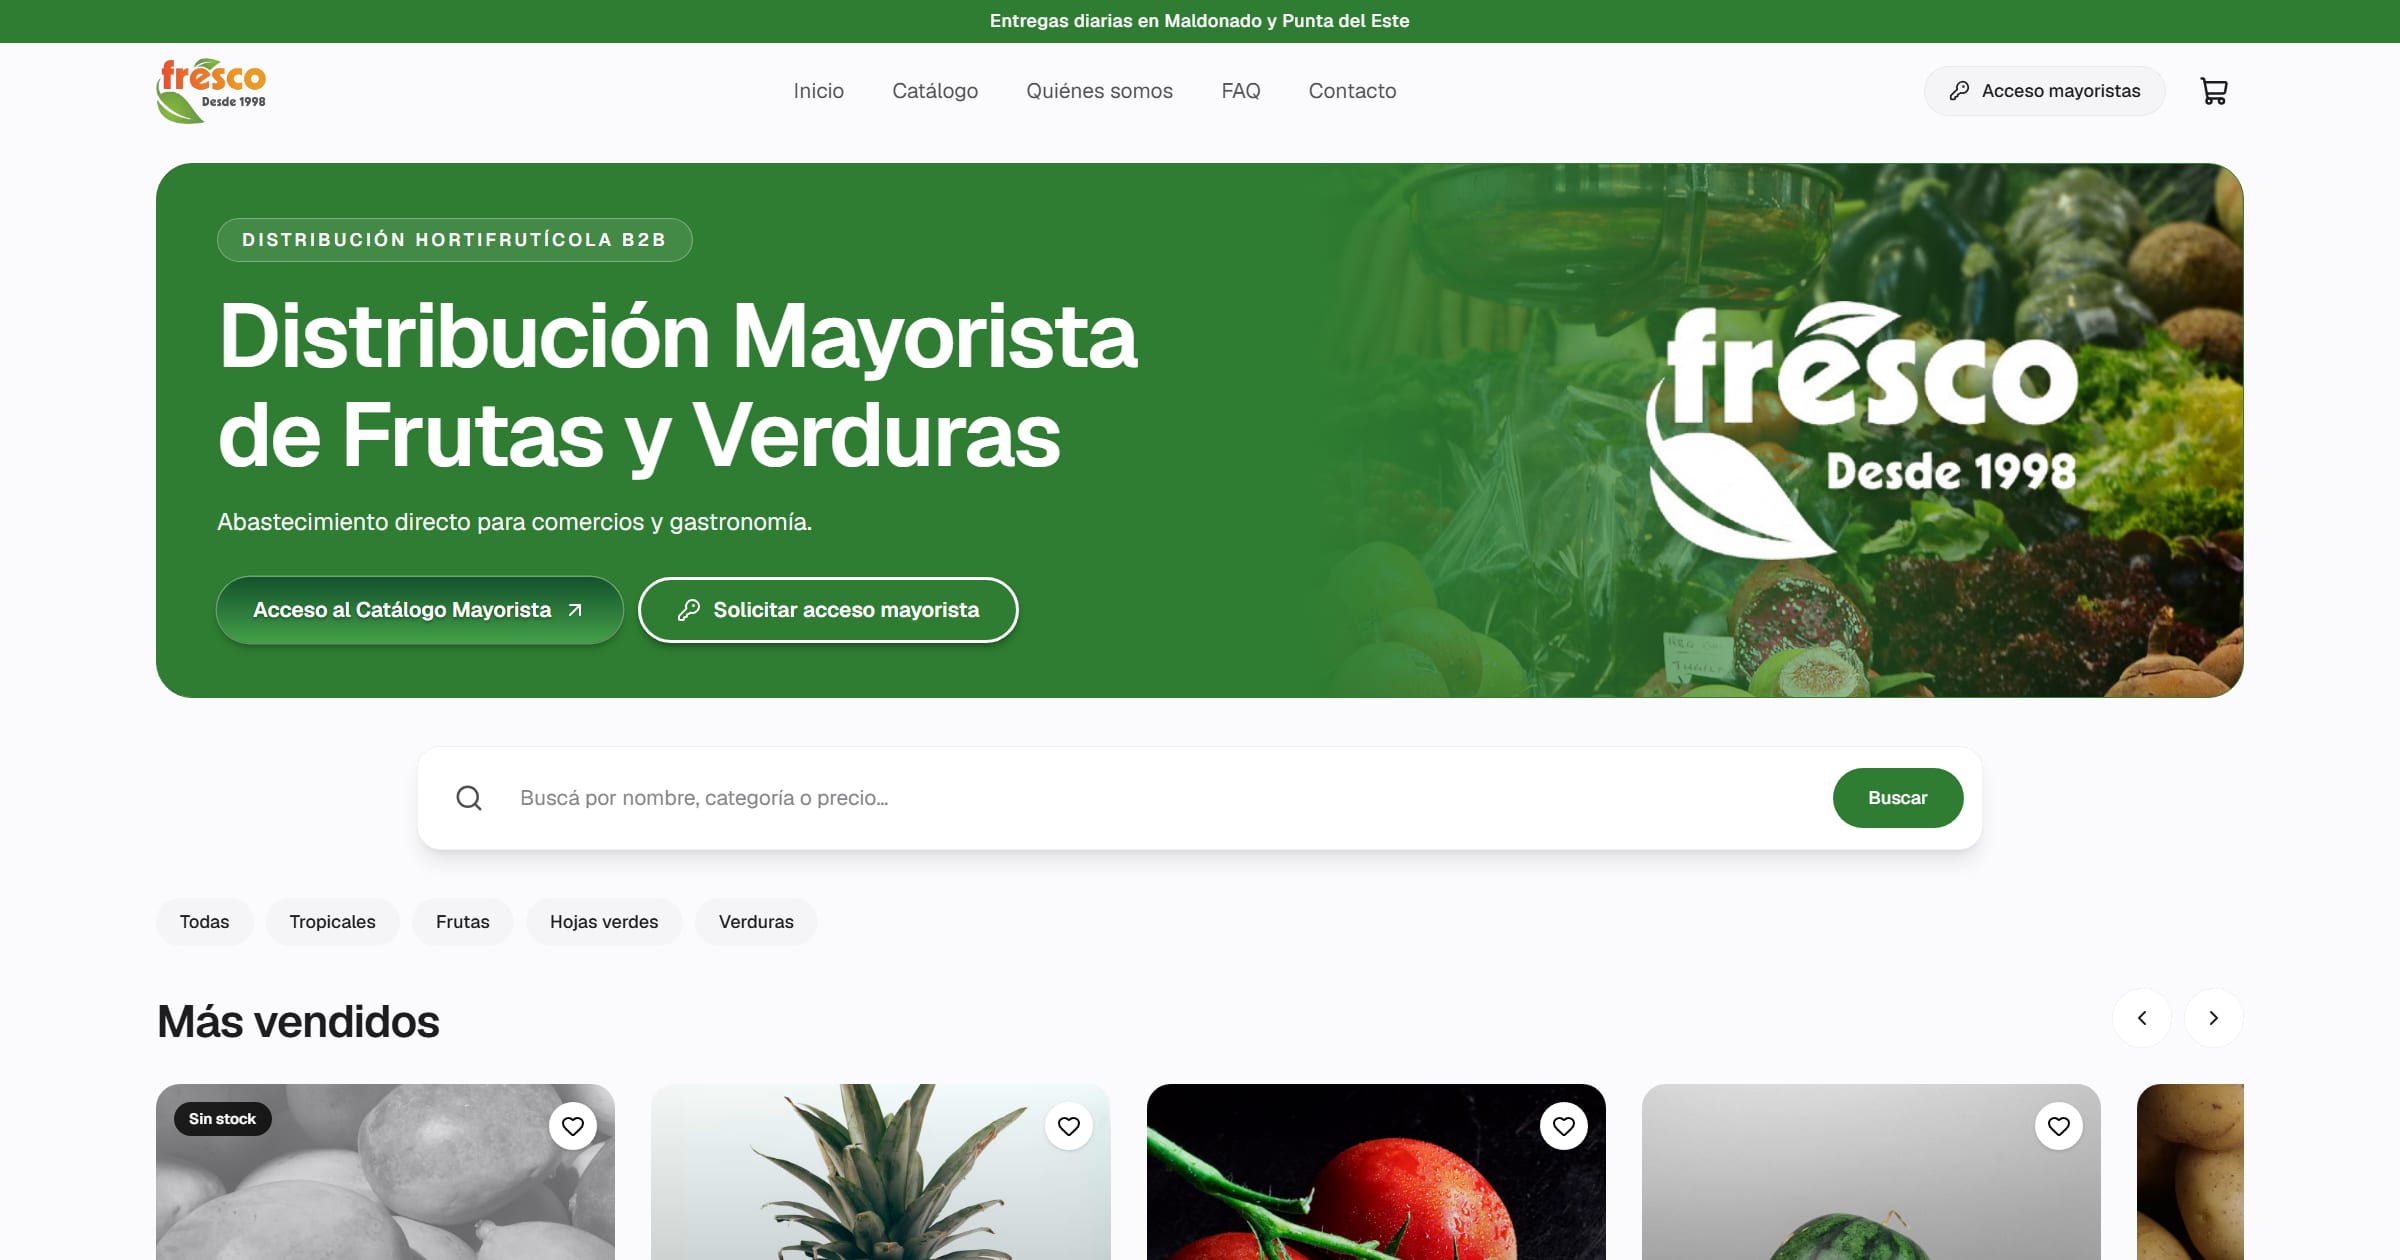 Entregas diarias en Maldonado y Punta del Este
fresco
Desde 1998
Inicio
Catálogo
Quiénes somos
FAQ
Contacto
Acceso mayoristas
DISTRIBUCIÓN HORTIFRUTÍCOLA B2B
Distribución Mayorista
de Frutas y Verduras
Abastecimiento directo para comercios y gastronomía.
Acceso al Catálogo Mayorista
Solicitar acceso mayorista
fresco
Desde 1998
Buscá por nombre, categoría o precio...
Buscar
Todas
Tropicales
Frutas
Hojas verdes
Verduras
Más vendidos
Sin stock